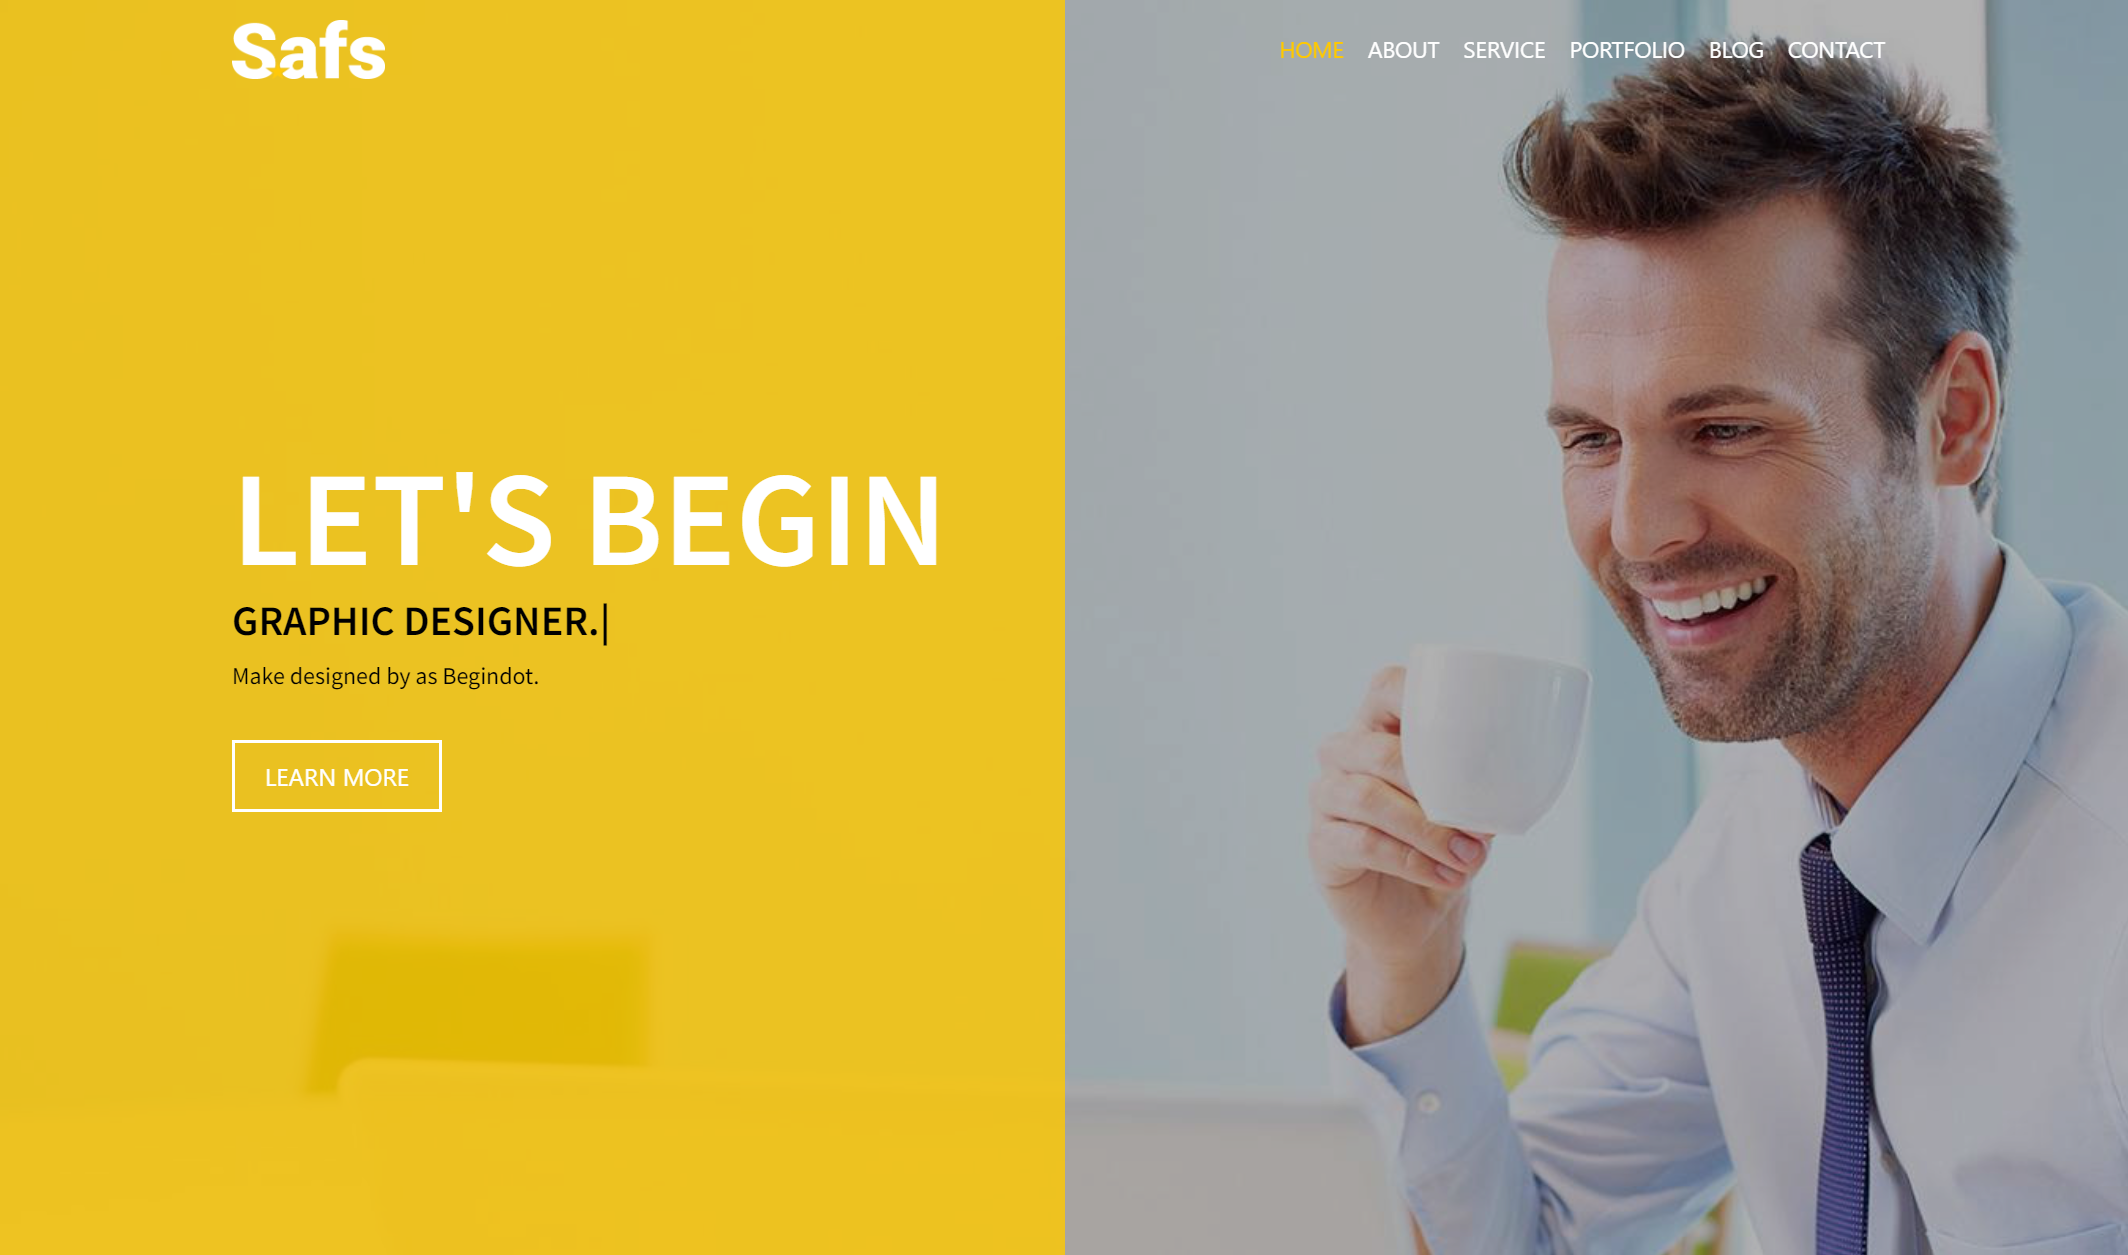 Safs
HOME ABOUT SERVICE PORTFOLIO BLOG CONTACT
LET'S BEGIN
GRAPHIC DESIGNER.|
Make designed by as Begindot.
LEARN MORE